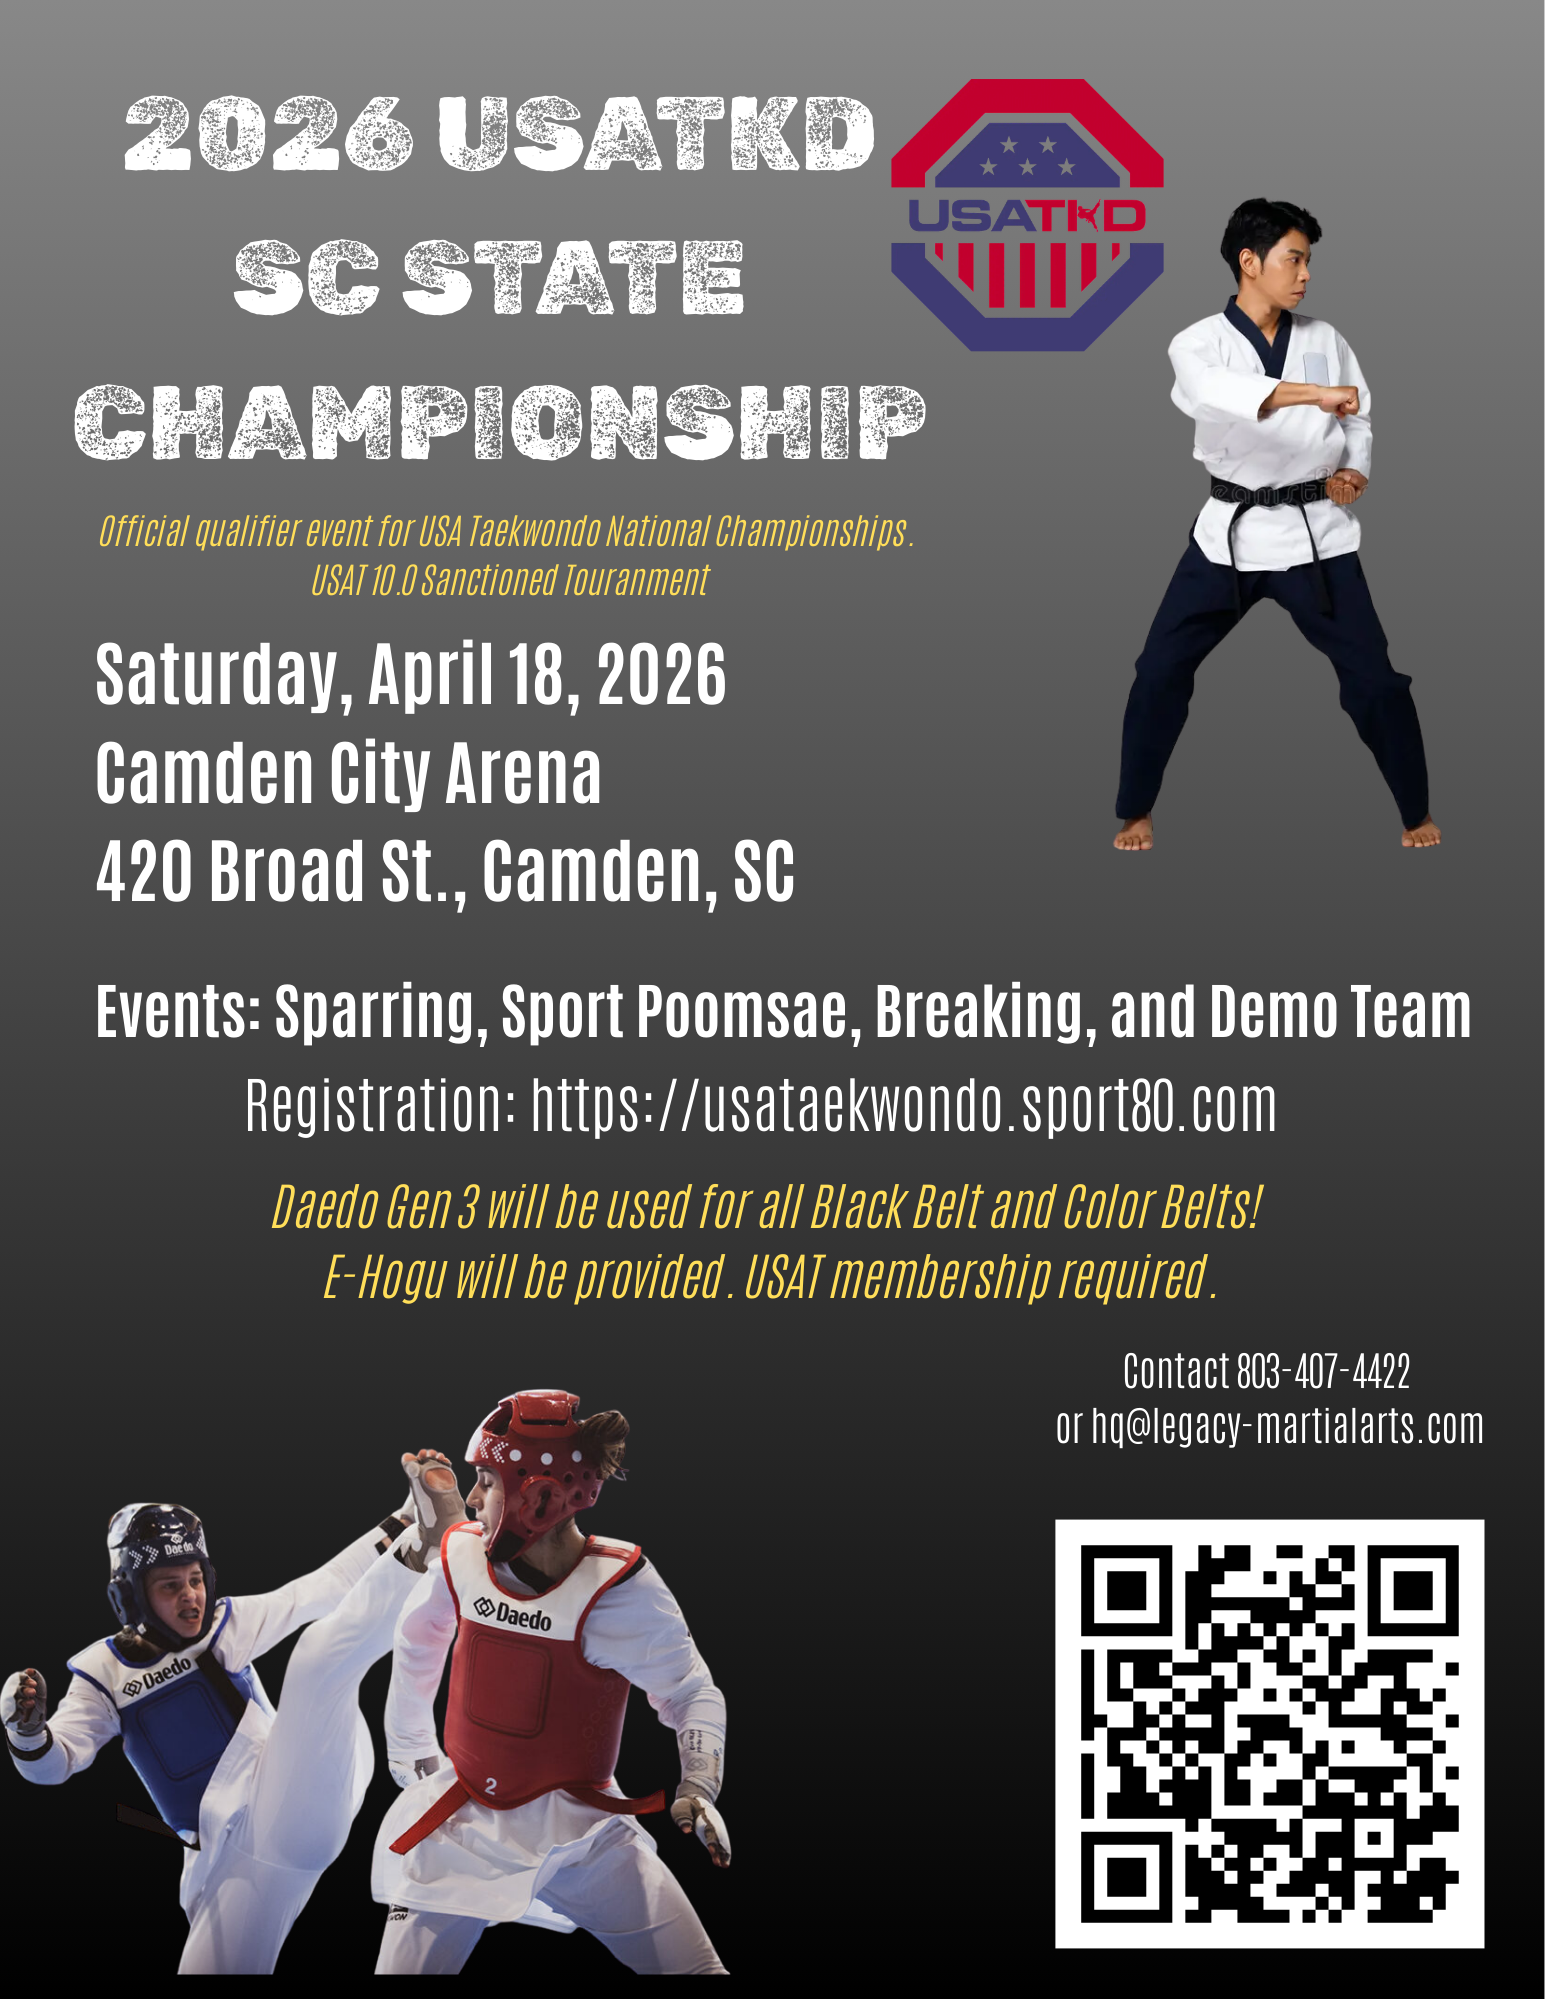 2026 USATKD
SC STATE
CHAMPIONSHIP
USATKD
Official qualifier event for USA Taekwondo National Championships.
USAT 10.0 Sanctioned Touranment
Saturday, April 18, 2026
Camden City Arena
420 Broad St., Camden, SC
Events: Sparring, Sport Poomsae, Breaking, and Demo Team
Registration: https://usataekwondo.sport80.com
Daedo Gen 3 will be used for all Black Belt and Color Belts!
E-Hogu will be provided. USAT membership required.
Contact 803-407-4422
or hq@legacy-martialarts.com
Daedo
Daedo
Daedo
2